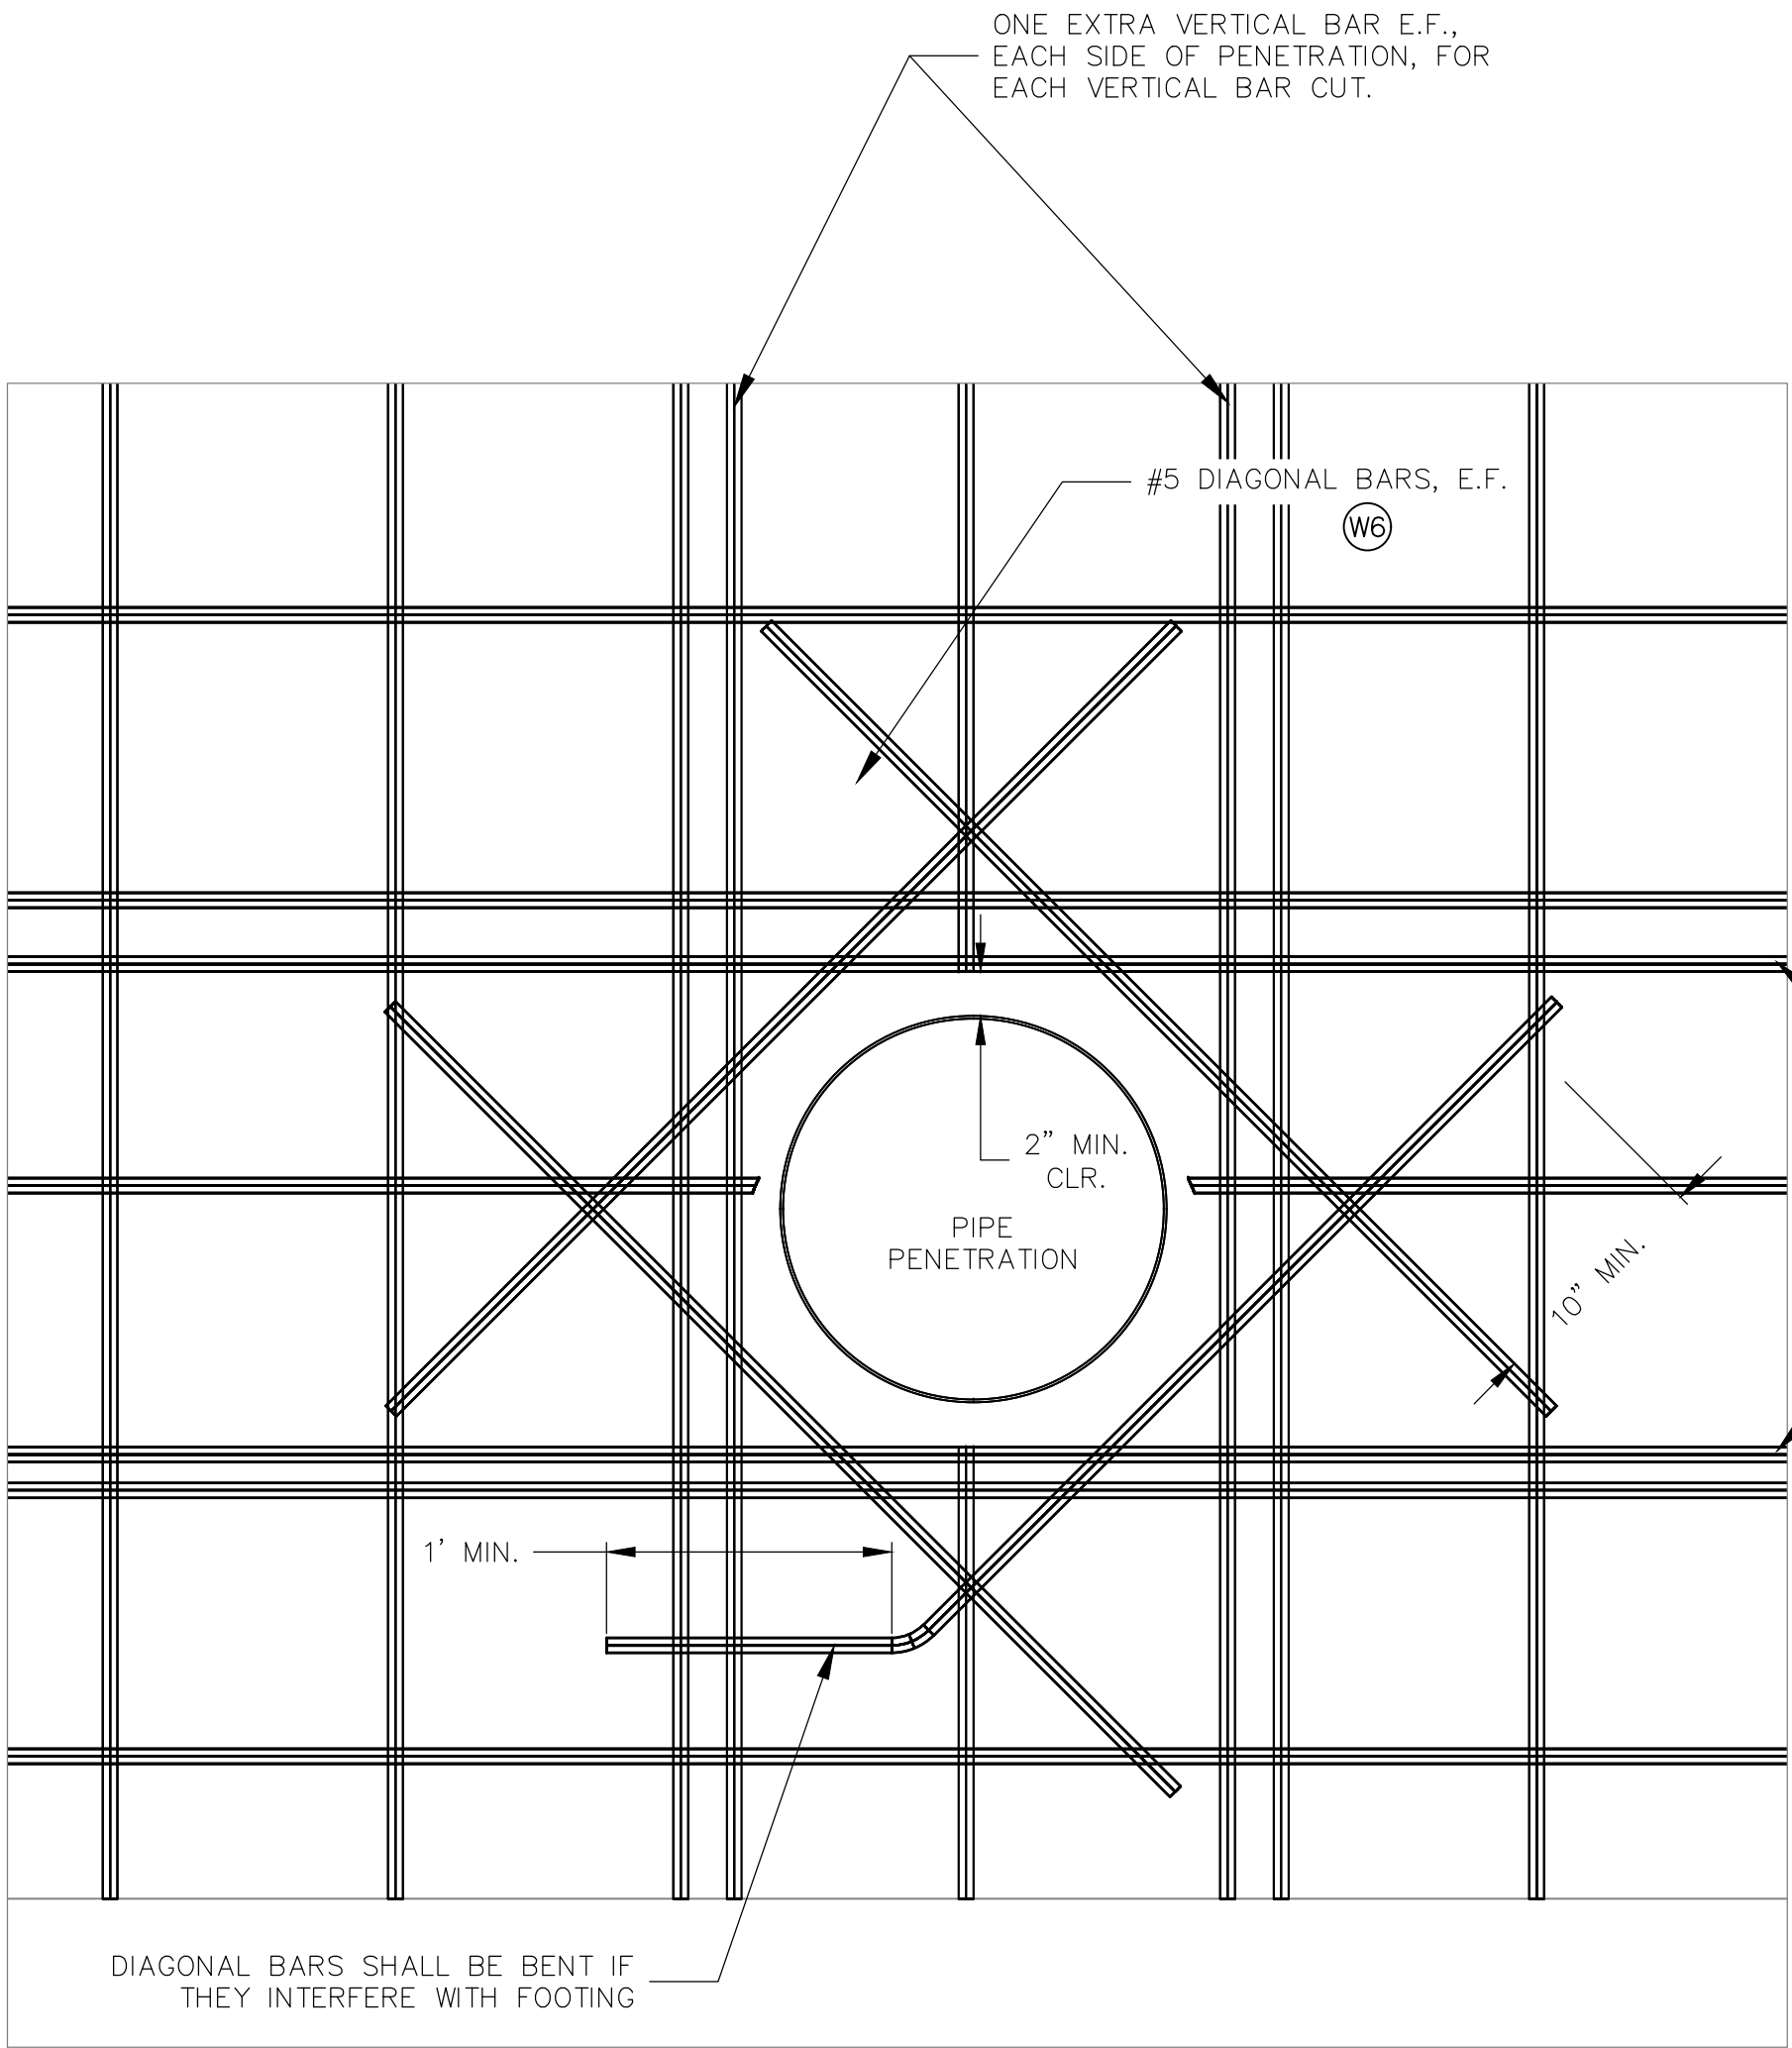 ONE EXTRA VERTICAL BAR E.F.,
EACH SIDE OF PENETRATION, FOR
EACH VERTICAL BAR CUT.
#5 DIAGONAL BARS, E.F.
W6
2" MIN.
CLR.
PIPE
PENETRATION
10" MIN.
1' MIN.
DIAGONAL BARS SHALL BE BENT IF
THEY INTERFERE WITH FOOTING